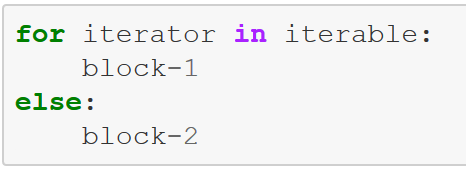 for iterator in iterable:
    block-1
else:
    block-2